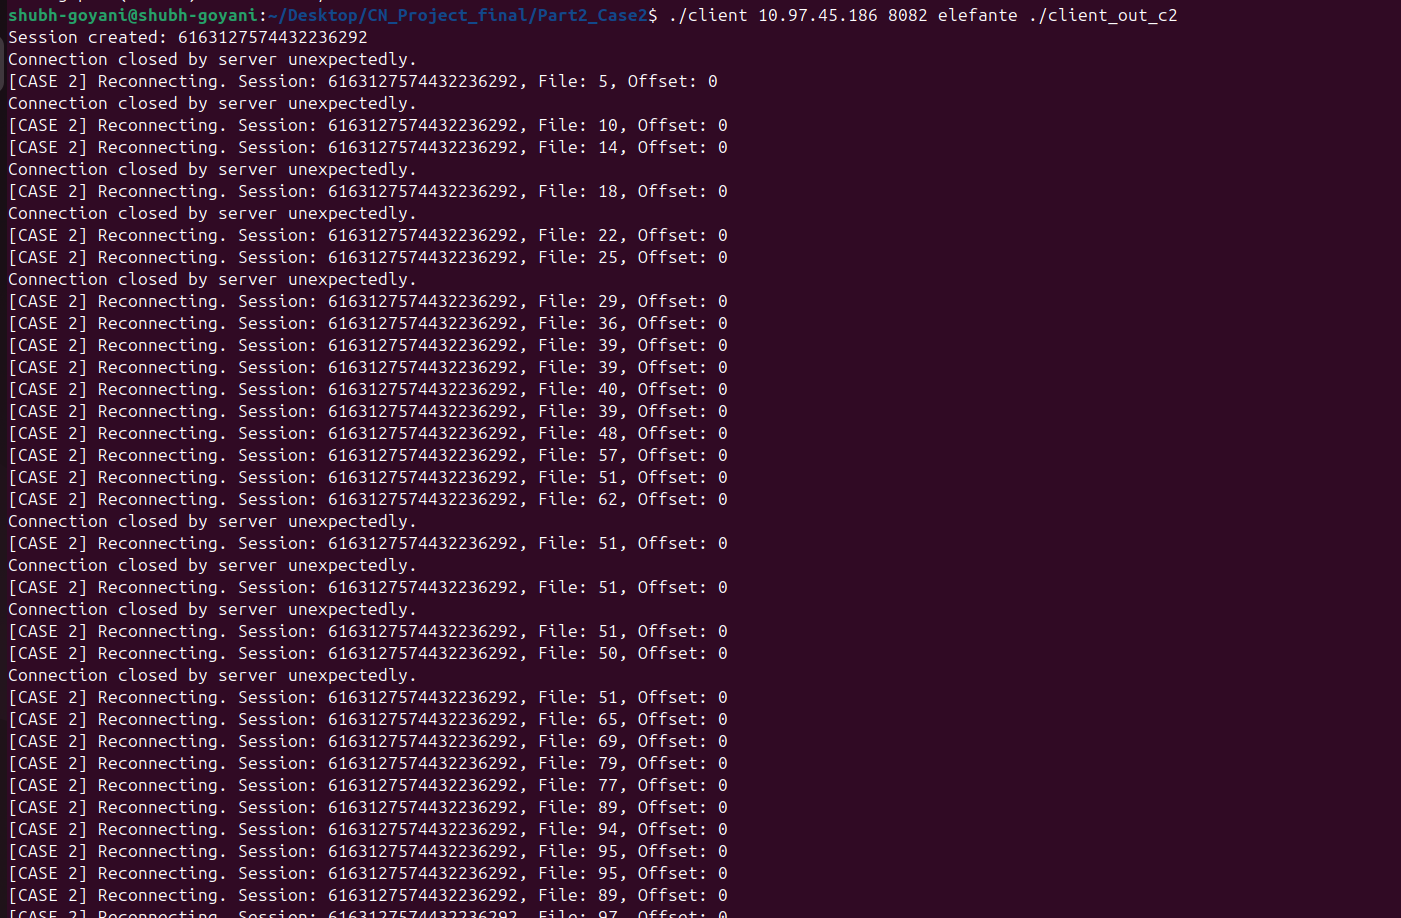 shubh-goyani@shubh-goyani:~/Desktop/CN_Project_final/Part2_Case2$ ./client 10.97.45.186 8082 elefante ./client_out_c2
Session created: 6163127574432236292
Connection closed by server unexpectedly.
[CASE 2] Reconnecting. Session: 6163127574432236292, File: 5, Offset: 0
Connection closed by server unexpectedly.
[CASE 2] Reconnecting. Session: 6163127574432236292, File: 10, Offset: 0
[CASE 2] Reconnecting. Session: 6163127574432236292, File: 14, Offset: 0
Connection closed by server unexpectedly.
[CASE 2] Reconnecting. Session: 6163127574432236292, File: 18, Offset: 0
Connection closed by server unexpectedly.
[CASE 2] Reconnecting. Session: 6163127574432236292, File: 22, Offset: 0
[CASE 2] Reconnecting. Session: 6163127574432236292, File: 25, Offset: 0
Connection closed by server unexpectedly.
[CASE 2] Reconnecting. Session: 6163127574432236292, File: 29, Offset: 0
[CASE 2] Reconnecting. Session: 6163127574432236292, File: 36, Offset: 0
[CASE 2] Reconnecting. Session: 6163127574432236292, File: 39, Offset: 0
[CASE 2] Reconnecting. Session: 6163127574432236292, File: 39, Offset: 0
[CASE 2] Reconnecting. Session: 6163127574432236292, File: 40, Offset: 0
[CASE 2] Reconnecting. Session: 6163127574432236292, File: 39, Offset: 0
[CASE 2] Reconnecting. Session: 6163127574432236292, File: 48, Offset: 0
[CASE 2] Reconnecting. Session: 6163127574432236292, File: 57, Offset: 0
[CASE 2] Reconnecting. Session: 6163127574432236292, File: 51, Offset: 0
[CASE 2] Reconnecting. Session: 6163127574432236292, File: 62, Offset: 0
Connection closed by server unexpectedly.
[CASE 2] Reconnecting. Session: 6163127574432236292, File: 51, Offset: 0
Connection closed by server unexpectedly.
[CASE 2] Reconnecting. Session: 6163127574432236292, File: 51, Offset: 0
Connection closed by server unexpectedly.
[CASE 2] Reconnecting. Session: 6163127574432236292, File: 51, Offset: 0
[CASE 2] Reconnecting. Session: 6163127574432236292, File: 50, Offset: 0
Connection closed by server unexpectedly.
[CASE 2] Reconnecting. Session: 6163127574432236292, File: 51, Offset: 0
[CASE 2] Reconnecting. Session: 6163127574432236292, File: 65, Offset: 0
[CASE 2] Reconnecting. Session: 6163127574432236292, File: 69, Offset: 0
[CASE 2] Reconnecting. Session: 6163127574432236292, File: 79, Offset: 0
[CASE 2] Reconnecting. Session: 6163127574432236292, File: 77, Offset: 0
[CASE 2] Reconnecting. Session: 6163127574432236292, File: 89, Offset: 0
[CASE 2] Reconnecting. Session: 6163127574432236292, File: 94, Offset: 0
[CASE 2] Reconnecting. Session: 6163127574432236292, File: 95, Offset: 0
[CASE 2] Reconnecting. Session: 6163127574432236292, File: 95, Offset: 0
[CASE 2] Reconnecting. Session: 6163127574432236292, File: 89, Offset: 0
[CASE 2] Reconnecting. Session: 6163127574432236292, File: 97, Offset: 0